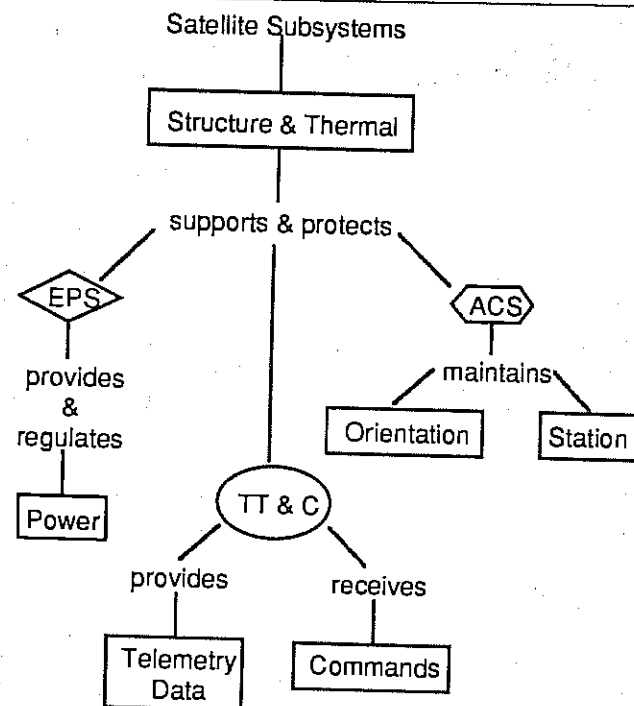 Satellite Subsystems
Structure & Thermal
supports & protects
EPS
ACS
provides
&
regulates
maintains
Orientation
Station
Power
TT & C
provides
receives
Telemetry
Data
Commands